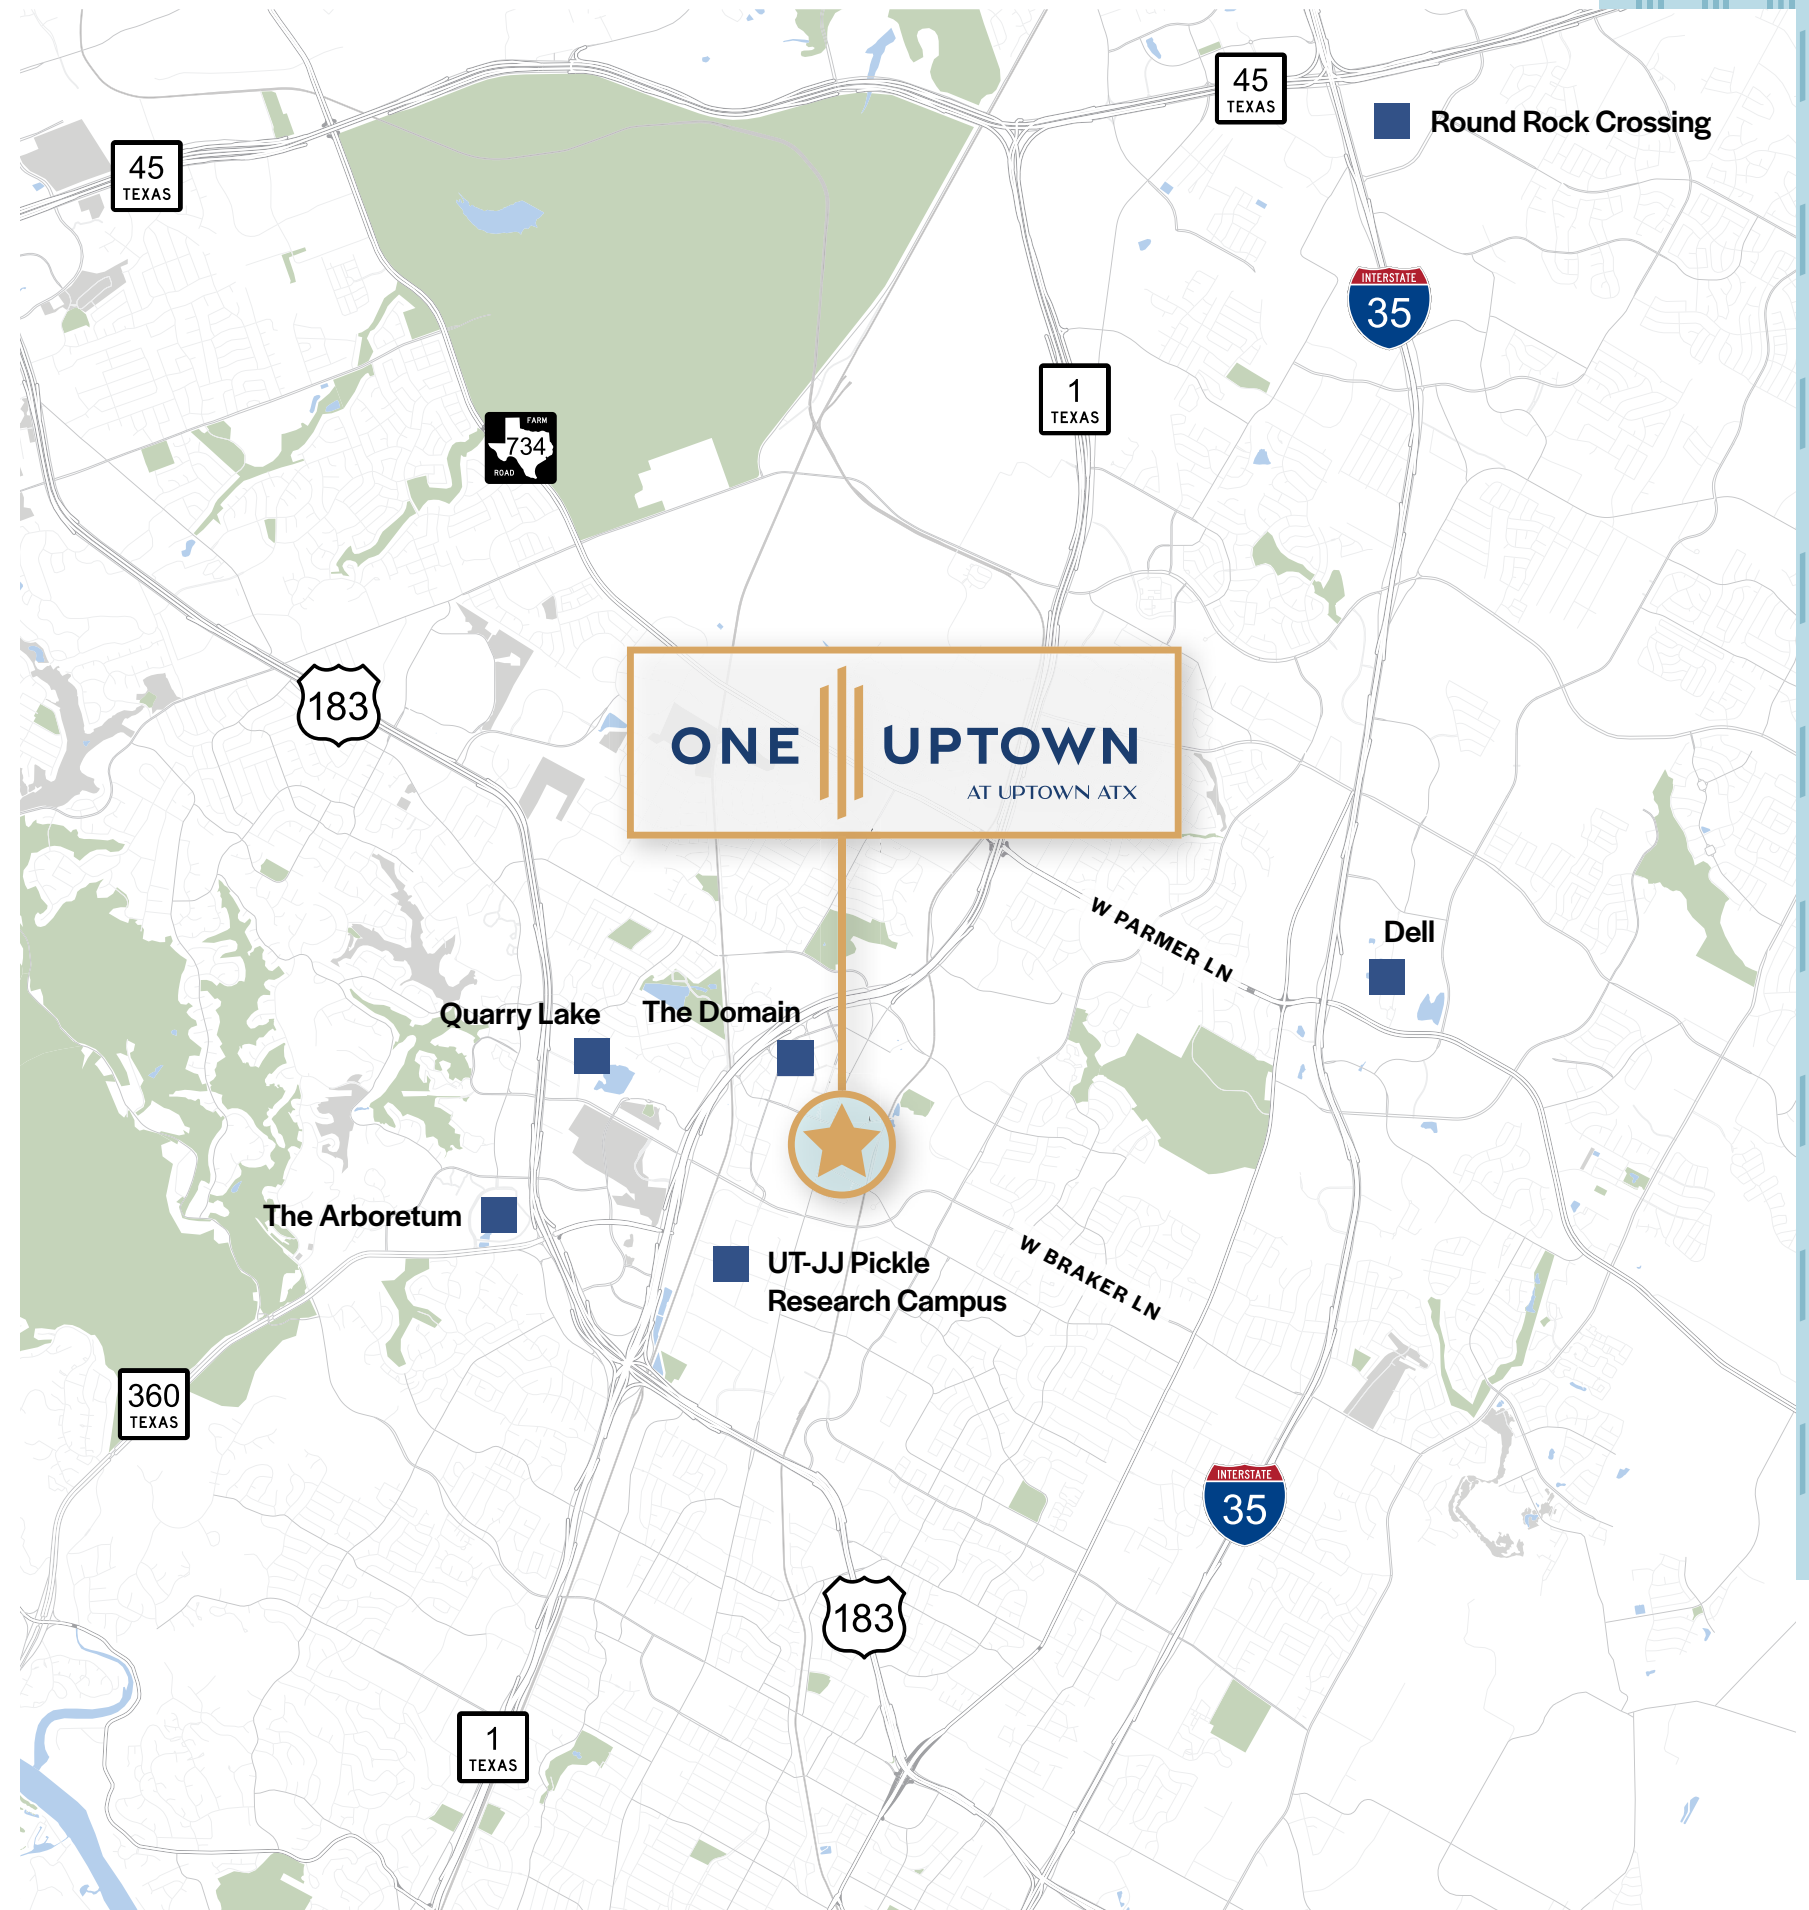 45
TEXAS
Round Rock Crossing
45
TEXAS
INTERSTATE
35
1
TEXAS
FARM
734
ROAD
183
ONE UPTOWN
AT UPTOWN ATX
W PARMER LN
Dell
Quarry Lake
The Domain
The Arboretum
W BRAKER LN
UT-JJ Pickle
Research Campus
360
TEXAS
INTERSTATE
35
183
1
TEXAS